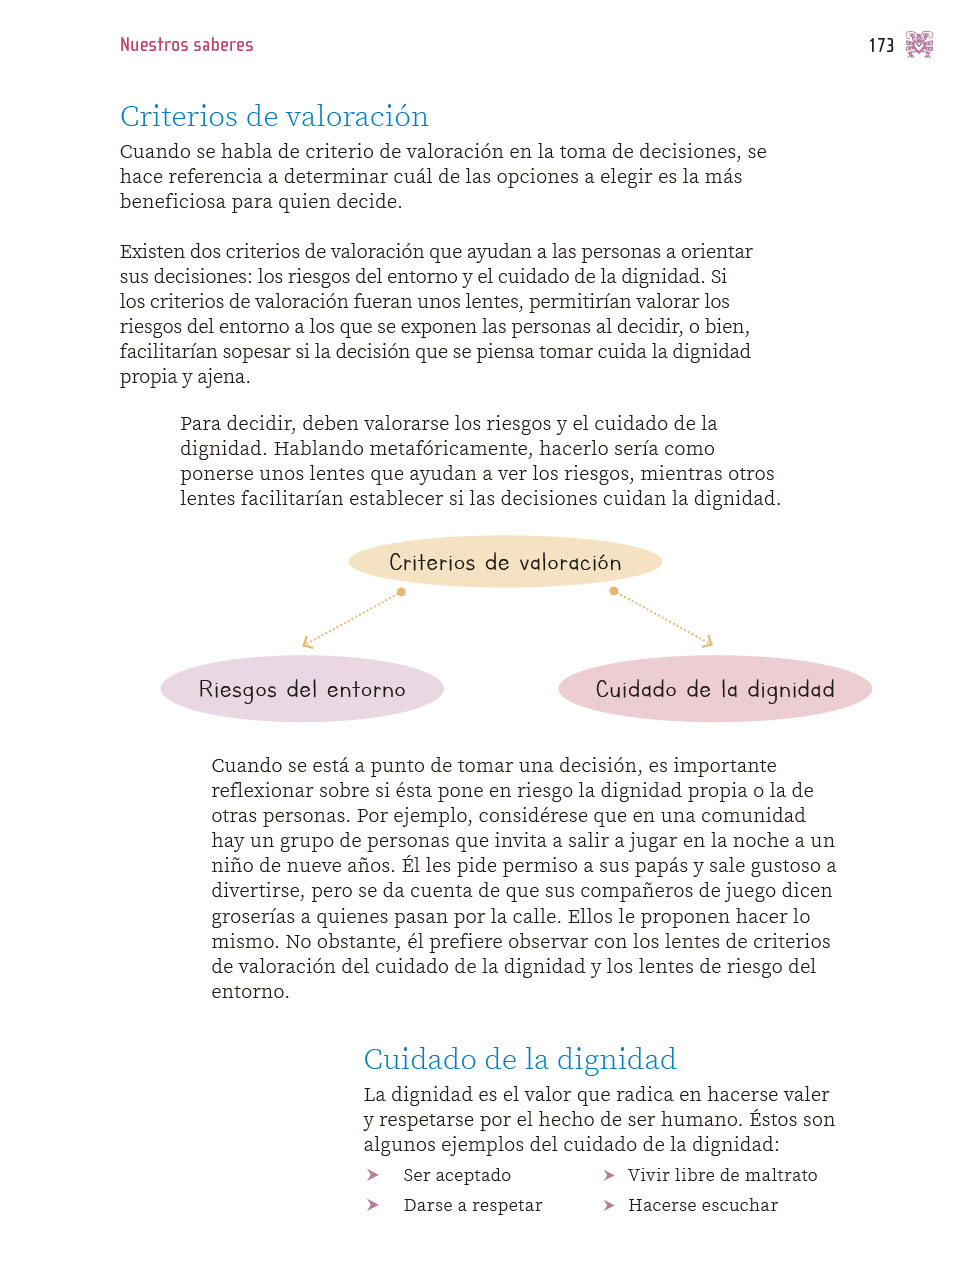 Nuestros saberes
173
Criterios de valoración
Cuando se habla de criterio de valoración en la toma de decisiones, se
hace referencia a determinar cuál de las opciones a elegir es la más
beneficiosa para quien decide.
Existen dos criterios de valoración que ayudan a las personas a orientar
sus decisiones: los riesgos del entorno y el cuidado de la dignidad. Si
los criterios de valoración fueran unos lentes, permitirían valorar los
riesgos del entorno a los que se exponen las personas al decidir, o bien,
facilitarían sopesar si la decisión que se piensa tomar cuida la dignidad
propia y ajena.
Para decidir, deben valorarse los riesgos y el cuidado de la
dignidad. Hablando metafóricamente, hacerlo sería como
ponerse unos lentes que ayudan a ver los riesgos, mientras otros
lentes facilitarían establecer si las decisiones cuidan la dignidad.
Criterios de valoración
Riesgos del entorno
Cuidado de la dignidad
Cuando se está a punto de tomar una decisión, es importante
reflexionar sobre si ésta pone en riesgo la dignidad propia o la de
otras personas. Por ejemplo, considérese que en una comunidad
hay un grupo de personas que invita a salir a jugar en la noche a un
niño de nueve años. Él les pide permiso a sus papás y sale gustoso a
divertirse, pero se da cuenta de que sus compañeros de juego dicen
groserías a quienes pasan por la calle. Ellos le proponen hacer lo
mismo. No obstante, él prefiere observar con los lentes de criterios
de valoración del cuidado de la dignidad y los lentes de riesgo del
entorno.
Cuidado de la dignidad
La dignidad es el valor que radica en hacerse valer
y respetarse por el hecho de ser humano. Éstos son
algunos ejemplos del cuidado de la dignidad:
➤ Ser aceptado
➤ Darse a respetar
➤ Vivir libre de maltrato
➤ Hacerse escuchar